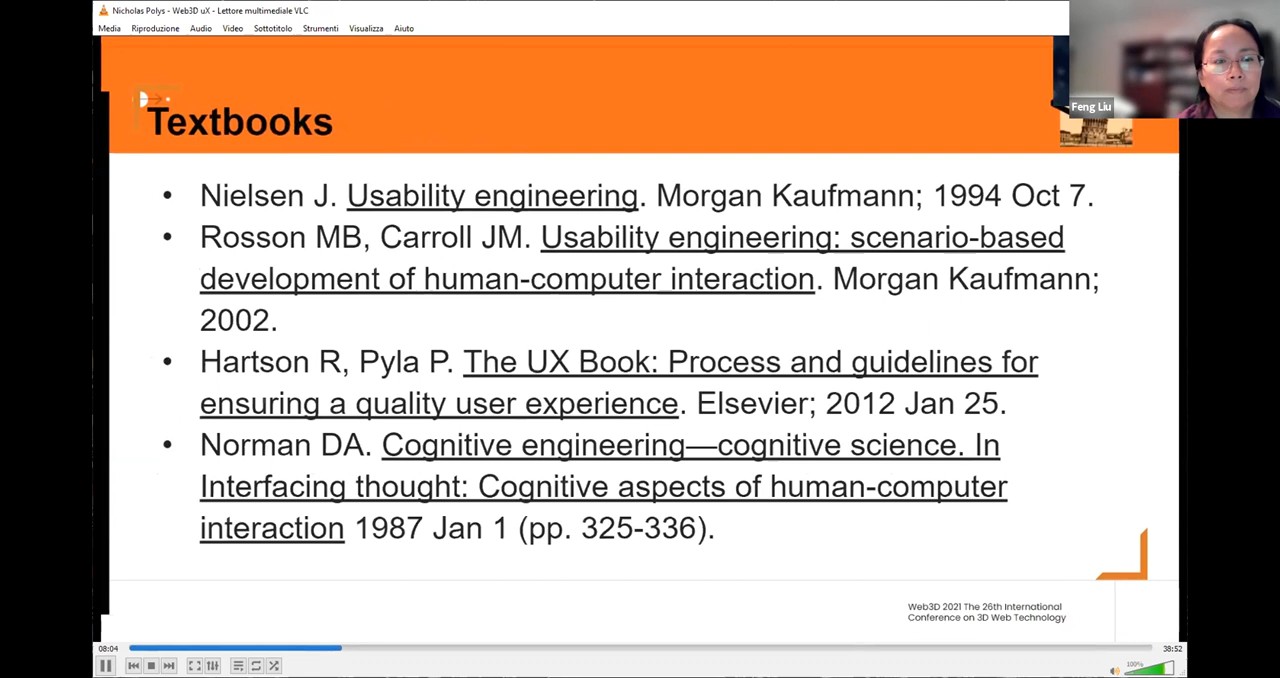 Nicholas Polys - Web3D uX - Lettore multimediale VLC
Media Riproduzione Audio Video Sottotitolo Strumenti Visualizza Aiuto
Feng Liu
Textbooks
• Nielsen J. Usability engineering. Morgan Kaufmann; 1994 Oct 7.
• Rosson MB, Carroll JM. Usability engineering: scenario-based
development of human-computer interaction. Morgan Kaufmann;
2002.
• Hartson R, Pyla P. The UX Book: Process and guidelines for
ensuring a quality user experience. Elsevier; 2012 Jan 25.
• Norman DA. Cognitive engineering—cognitive science. In
Interfacing thought: Cognitive aspects of human-computer
interaction 1987 Jan 1 (pp. 325-336).
Web3D 2021 The 26th International
Conference on 3D Web Technology
08:04 38:52
100%